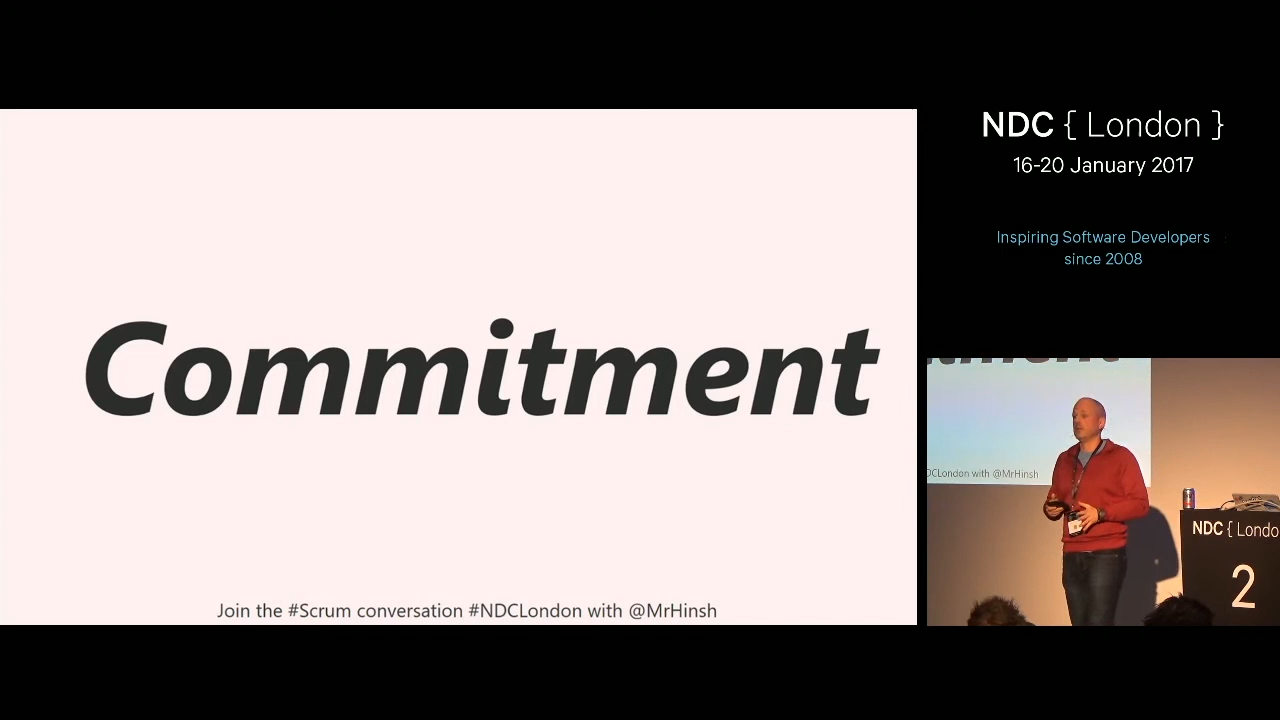 Commitment
Join the #Scrum conversation #NDCLondon with @MrHinsh
NDC { London }
16-20 January 2017
Inspiring Software Developers
since 2008
DCLondon with @MrHinsh
NDC { Londo
2